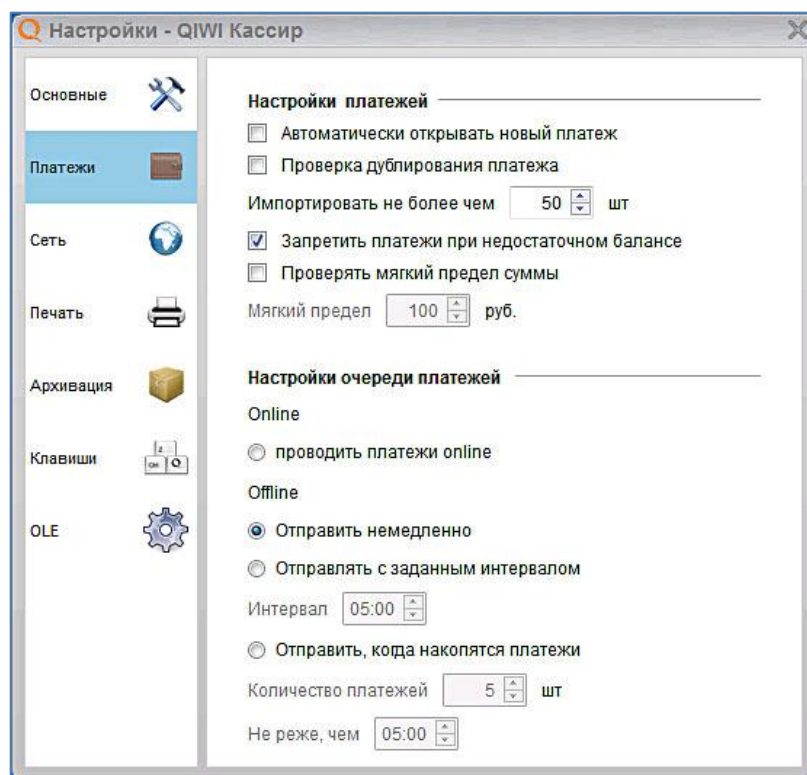 Настройки - QIWI Кассир
Основные
Платежи
Сеть
Печать
Архивация
Клавиши
OLE
Настройки платежей
Автоматически открывать новый платеж
Проверка дублирования платежа
Импортировать не более чем 50 шт
Запретить платежи при недостаточном балансе
Проверять мягкий предел суммы
Мягкий предел 100 руб.
Настройки очереди платежей
Online
проводить платежи online
Offline
Отправить немедленно
Отправлять с заданным интервалом
Интервал 05:00
Отправить, когда накопятся платежи
Количество платежей 5 шт
Не реже, чем 05:00